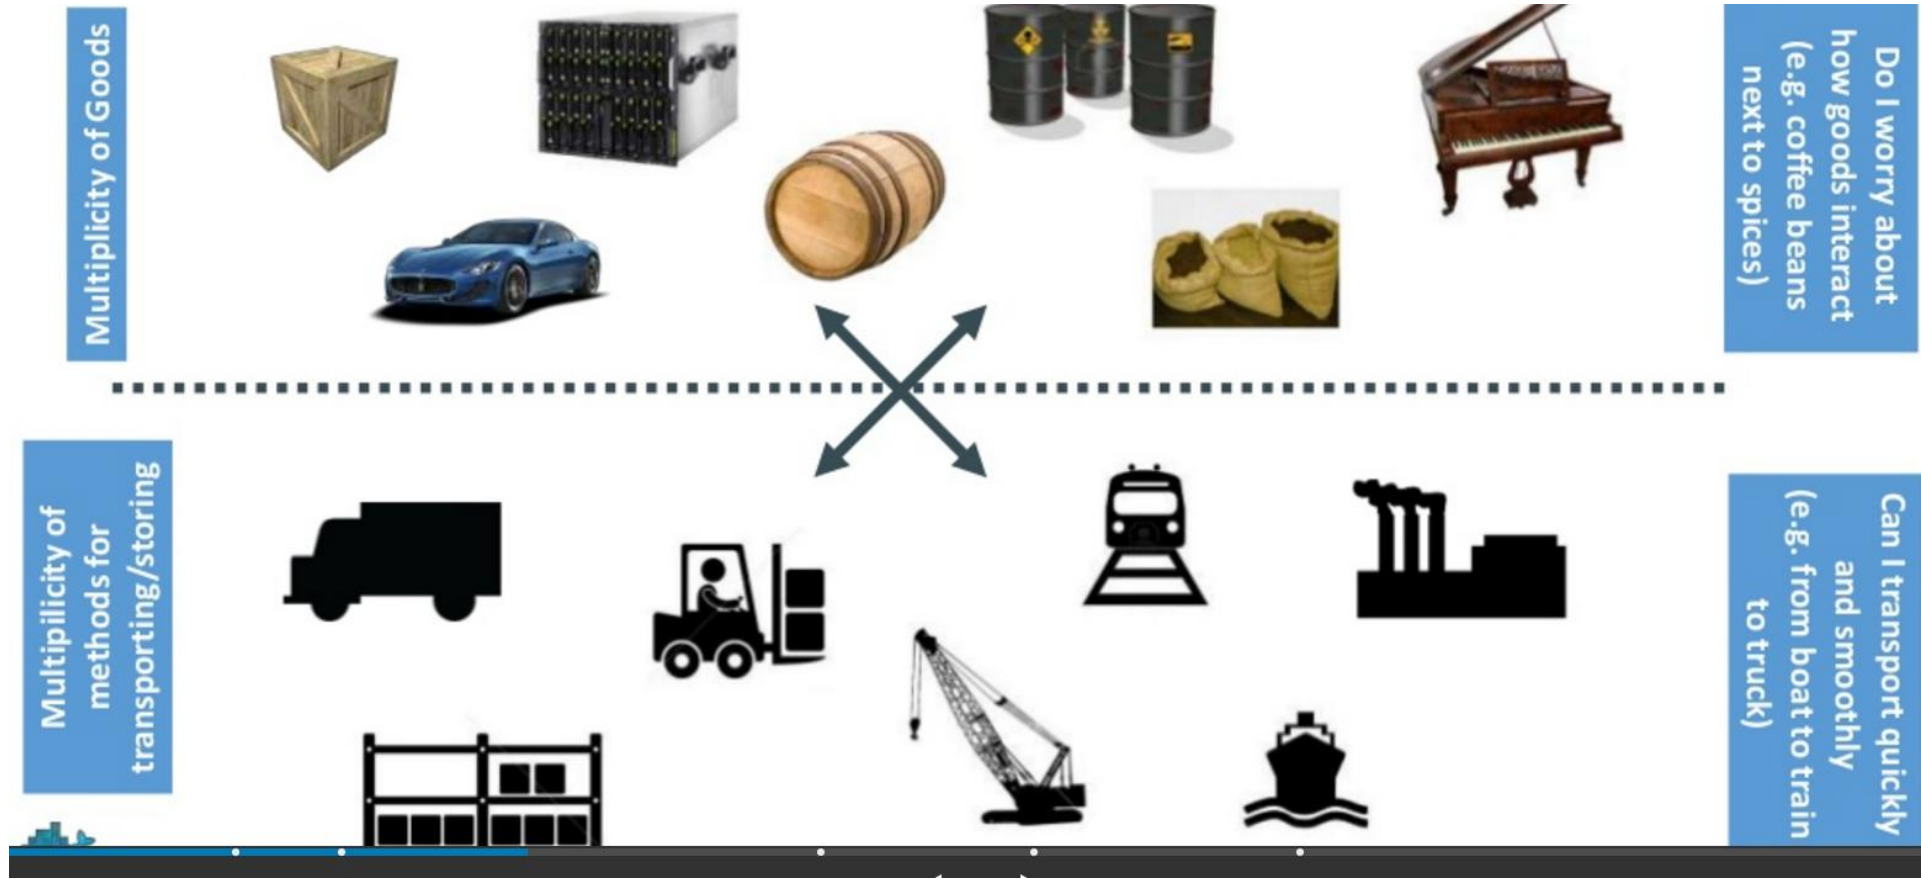 Multiplicity of Goods
Do I worry about
how goods interact
(e.g. coffee beans
next to spices)
Multipilicity of
methods for
transporting/storing
Can I transport quickly
and smoothly
(e.g. from boat to train
to truck)